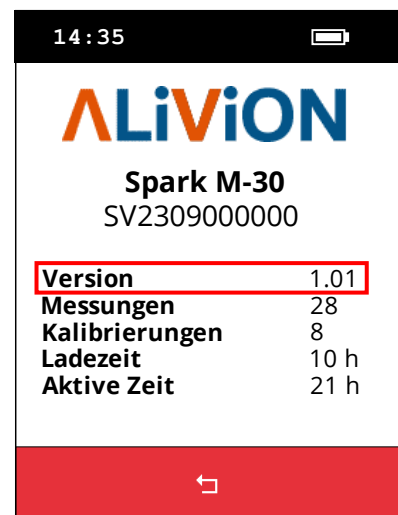 14:35
ALiViON
Spark M-30
SV2309000000
Version 1.01
Messungen 28
Kalibrierungen 8
Ladezeit 10 h
Aktive Zeit 21 h